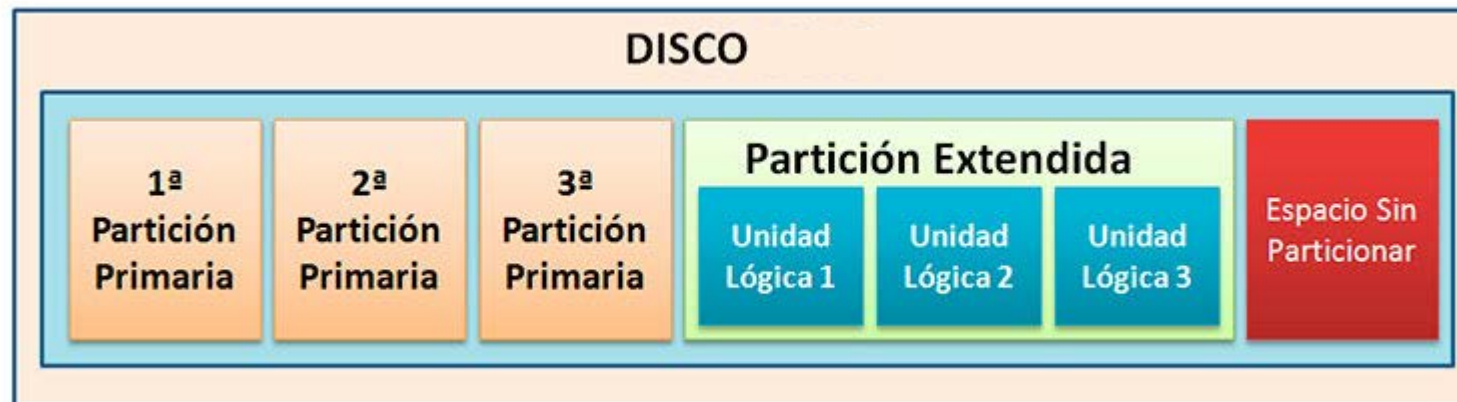 DISCO
1ª
Partición
Primaria
2ª
Partición
Primaria
3ª
Partición
Primaria
Partición Extendida
Unidad
Lógica 1
Unidad
Lógica 2
Unidad
Lógica 3
Espacio Sin
Particionar